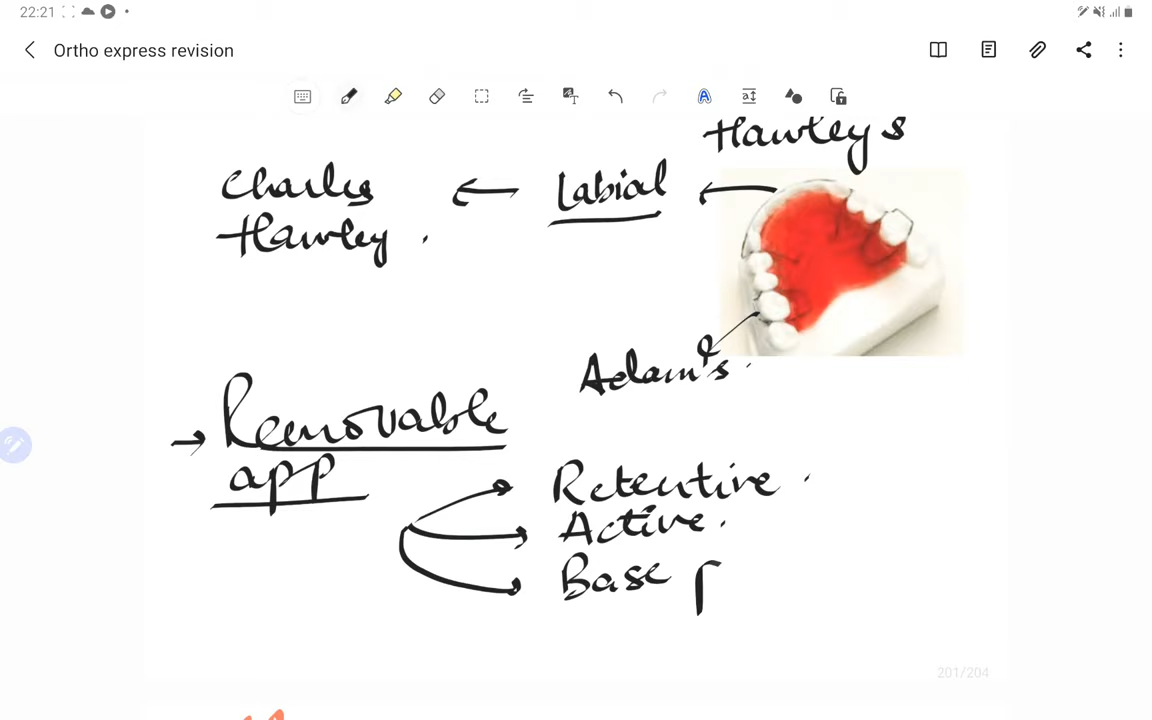 22:21
Ortho express revision
Hawley's
Charles ← Labial ←
Hawley .
Adam's .
→ Removable
app
Retentive .
Active .
Base p
201/204